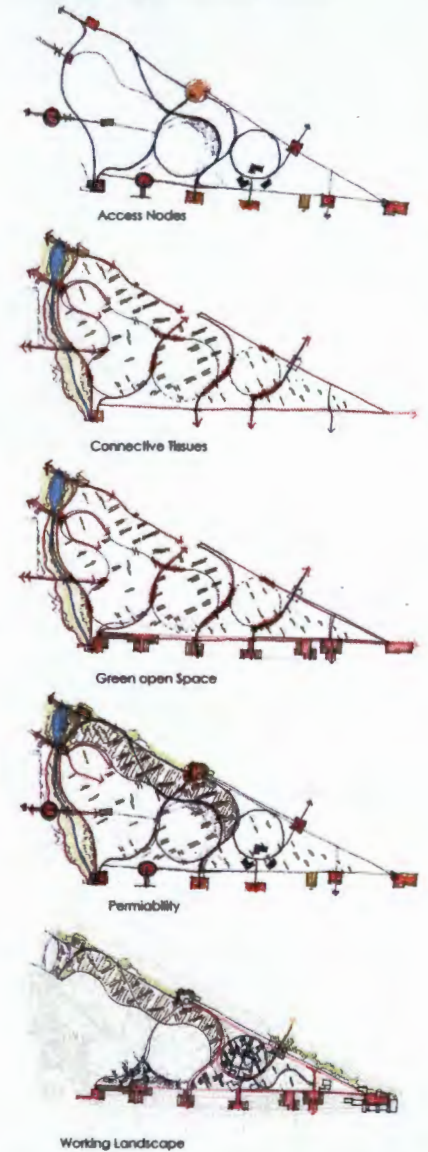 Access Nodes
Connective Tissues
Green open Space
Permiability
Working Landscape